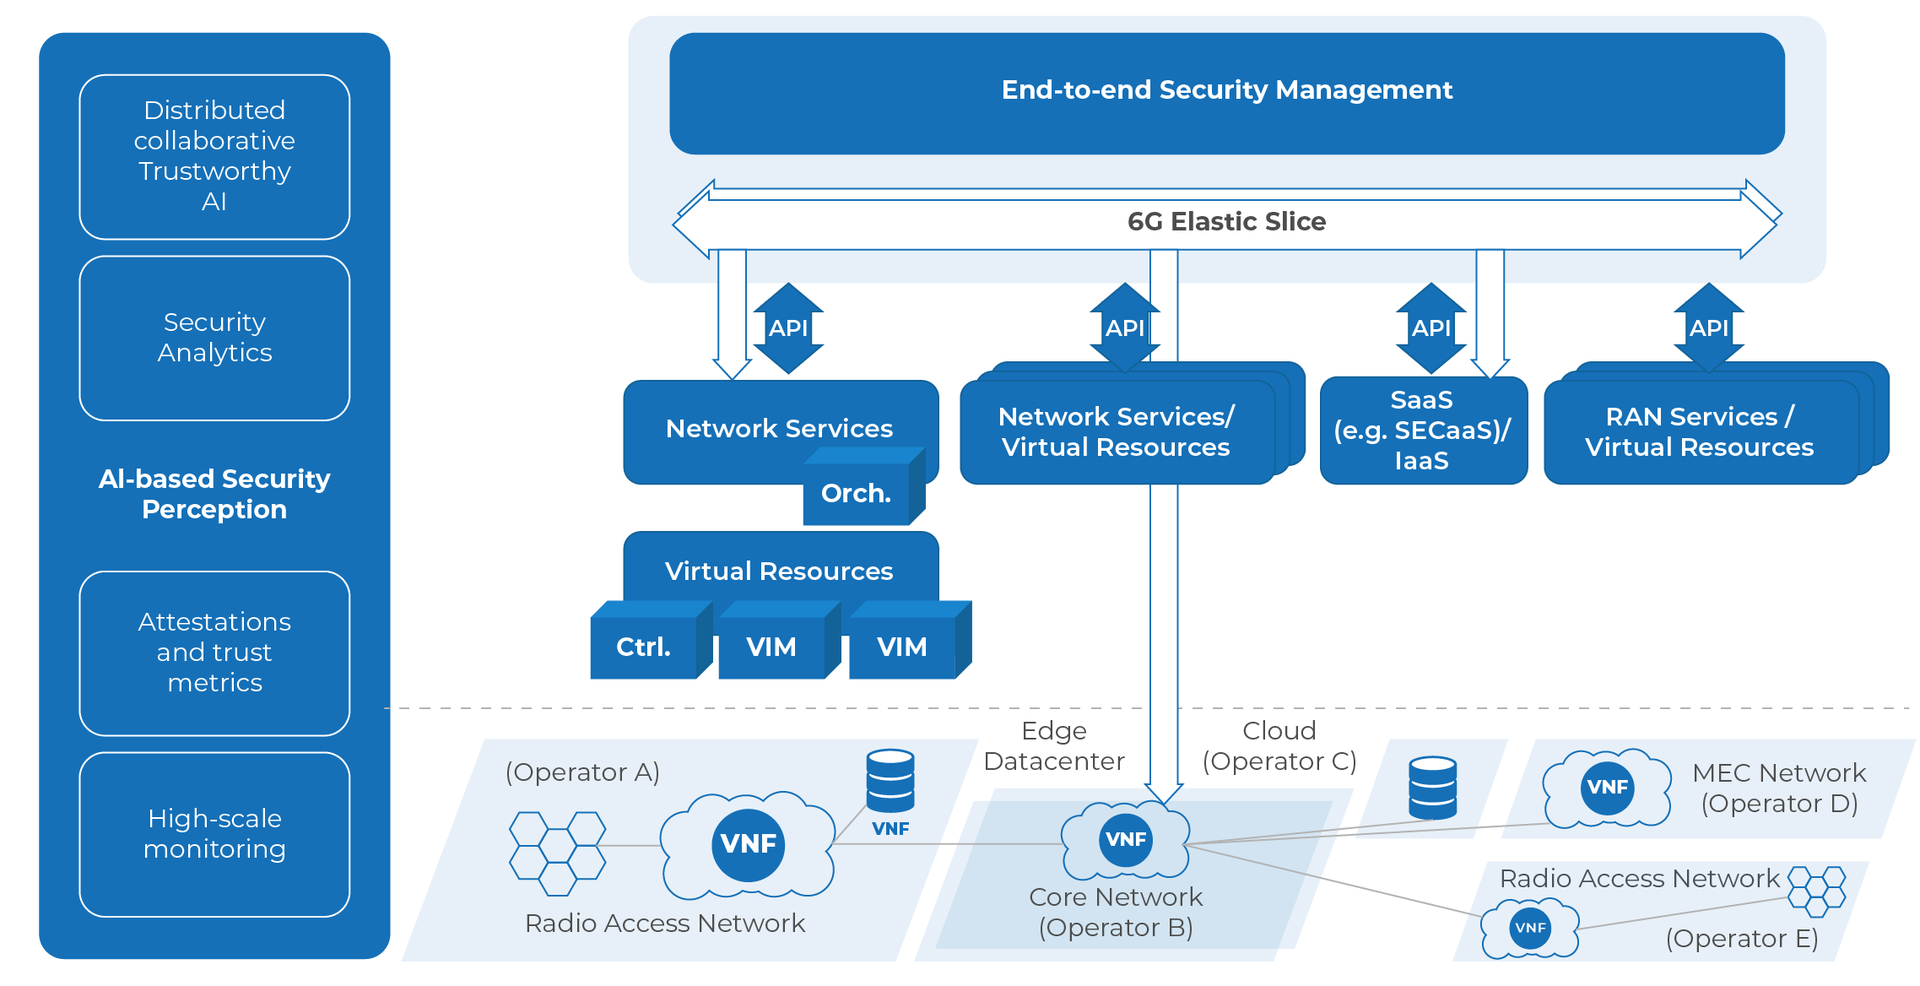 Distributed
collaborative
Trustworthy
AI
Security
Analytics
AI-based Security
Perception
Attestations
and trust
metrics
High-scale
monitoring
End-to-end Security Management
6G Elastic Slice
API
API
API
API
Network Services
Orch.
Virtual Resources
Ctrl.
VIM
VIM
Network Services/
Virtual Resources
SaaS
(e.g. SECaaS)/
IaaS
RAN Services /
Virtual Resources
(Operator A)
VNF
VNF
Radio Access Network
Edge
Datacenter
Cloud
(Operator C)
VNF
Core Network
(Operator B)
VNF
MEC Network
(Operator D)
Radio Access Network
VNF
(Operator E)